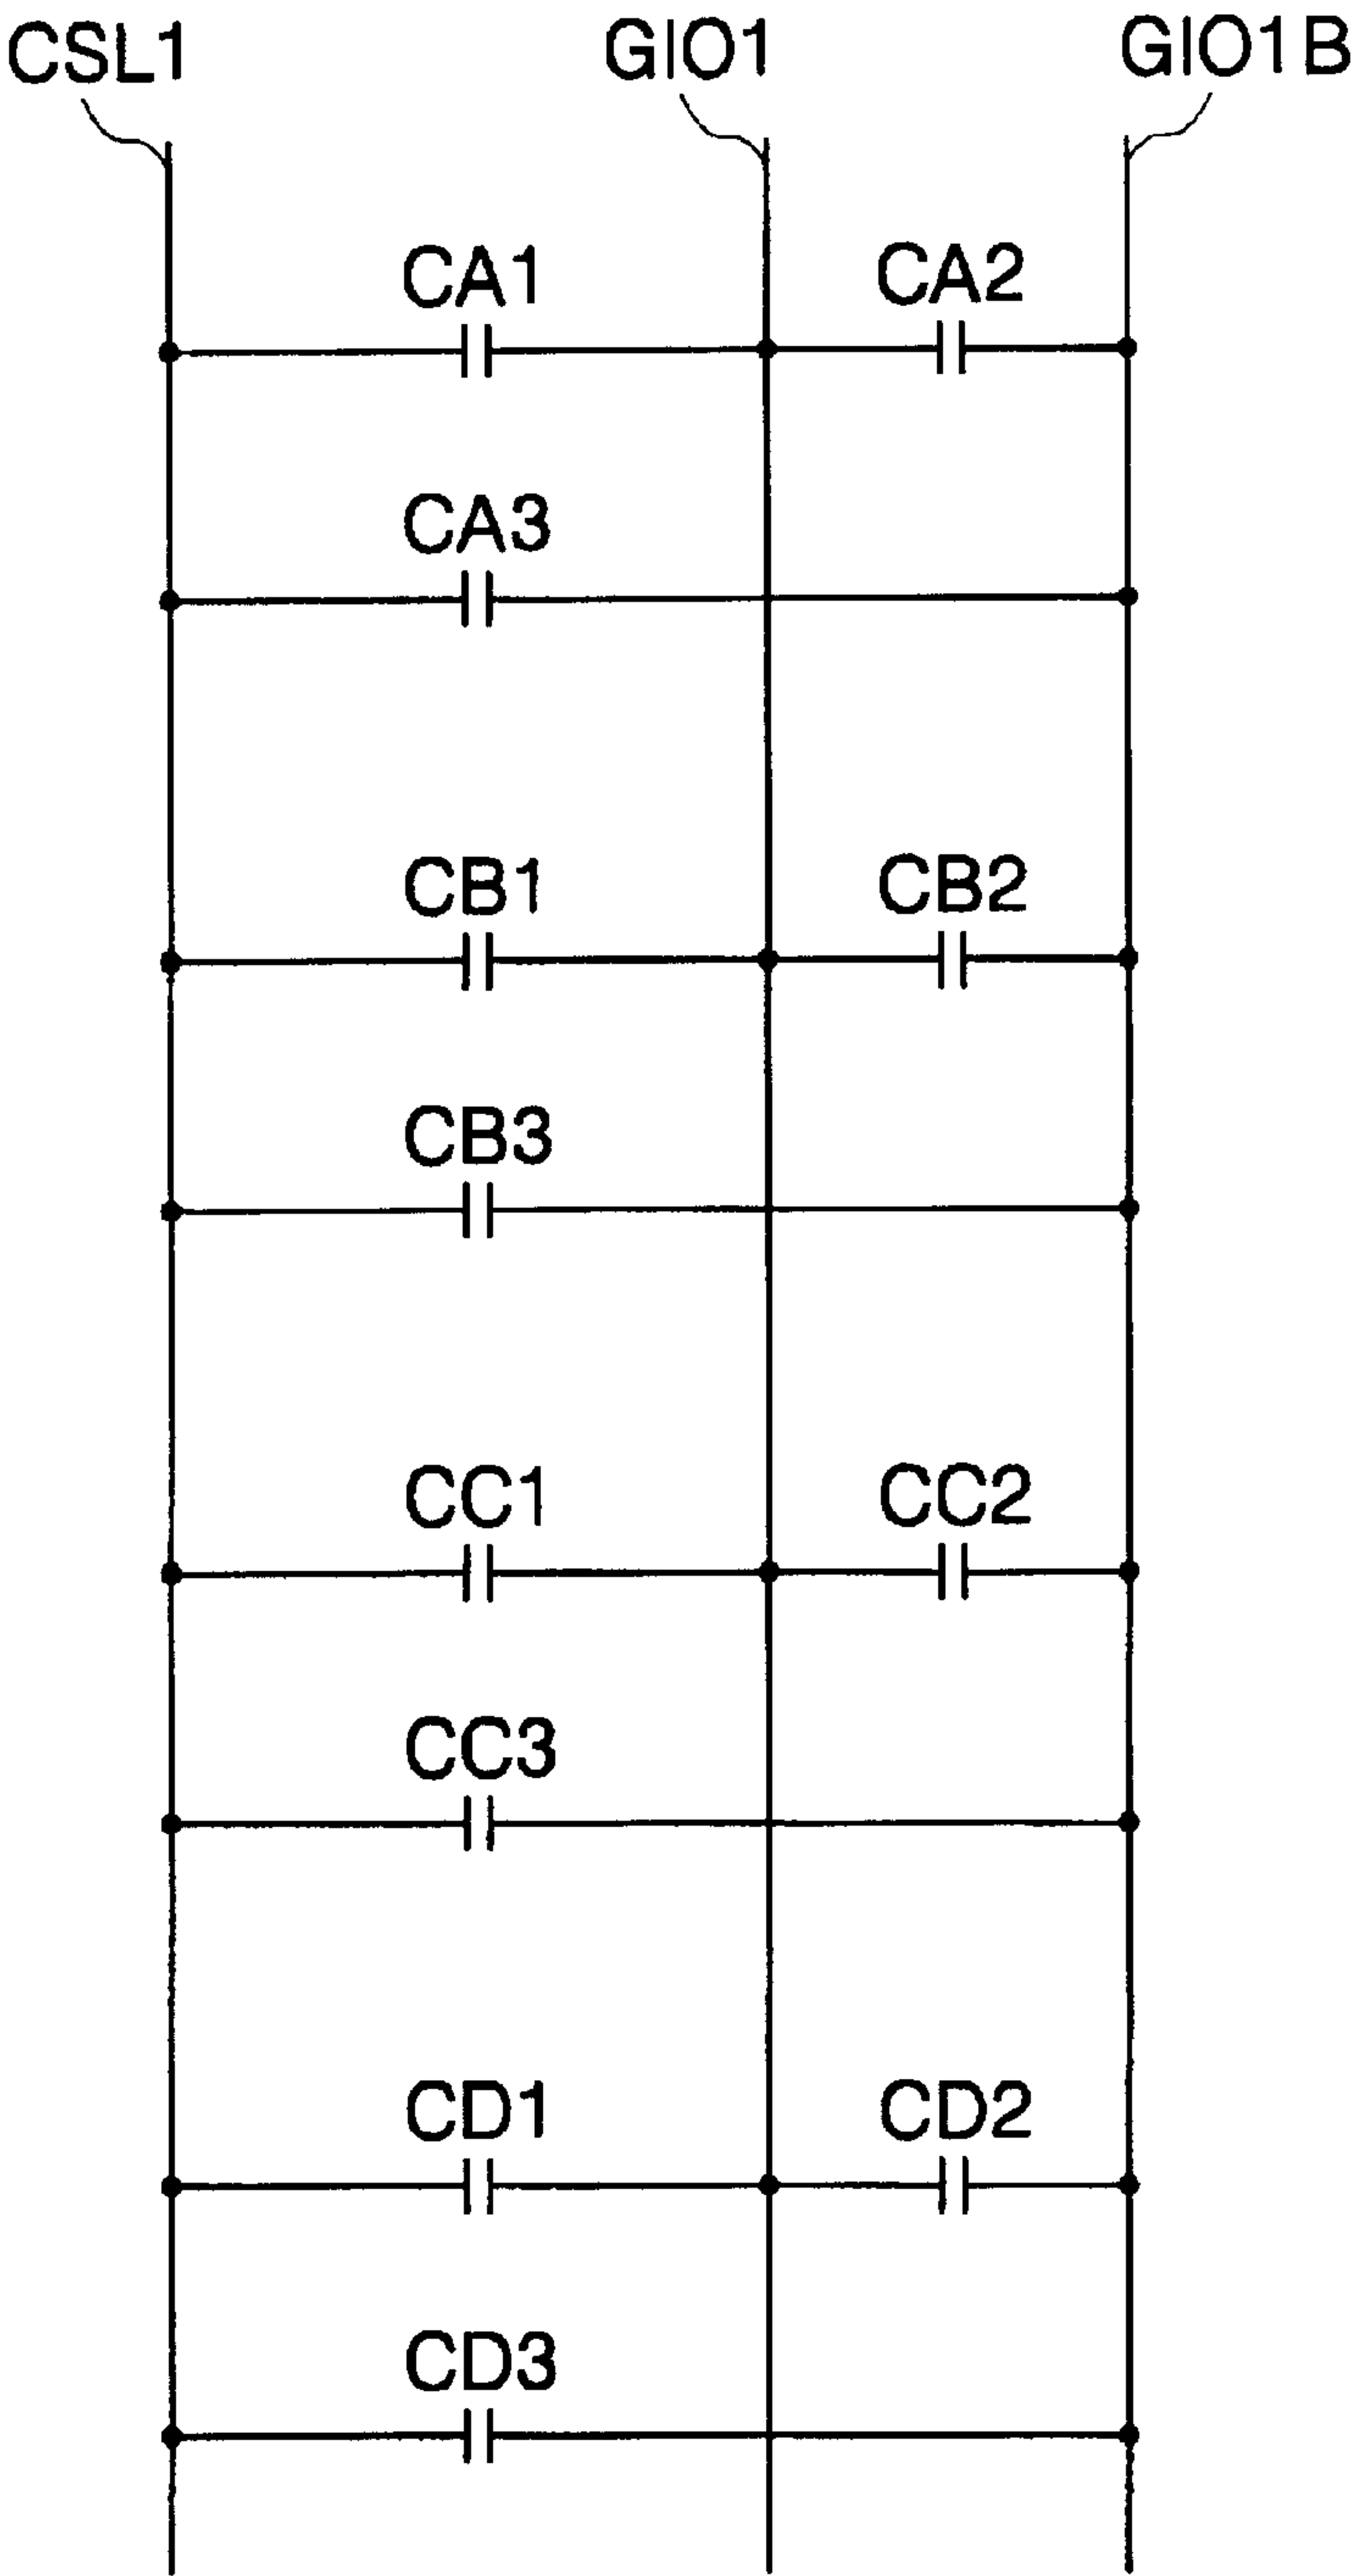 CSL1 GIO1 GIO1B
CA1 CA2
CA3
CB1 CB2
CB3
CC1 CC2
CC3
CD1 CD2
CD3